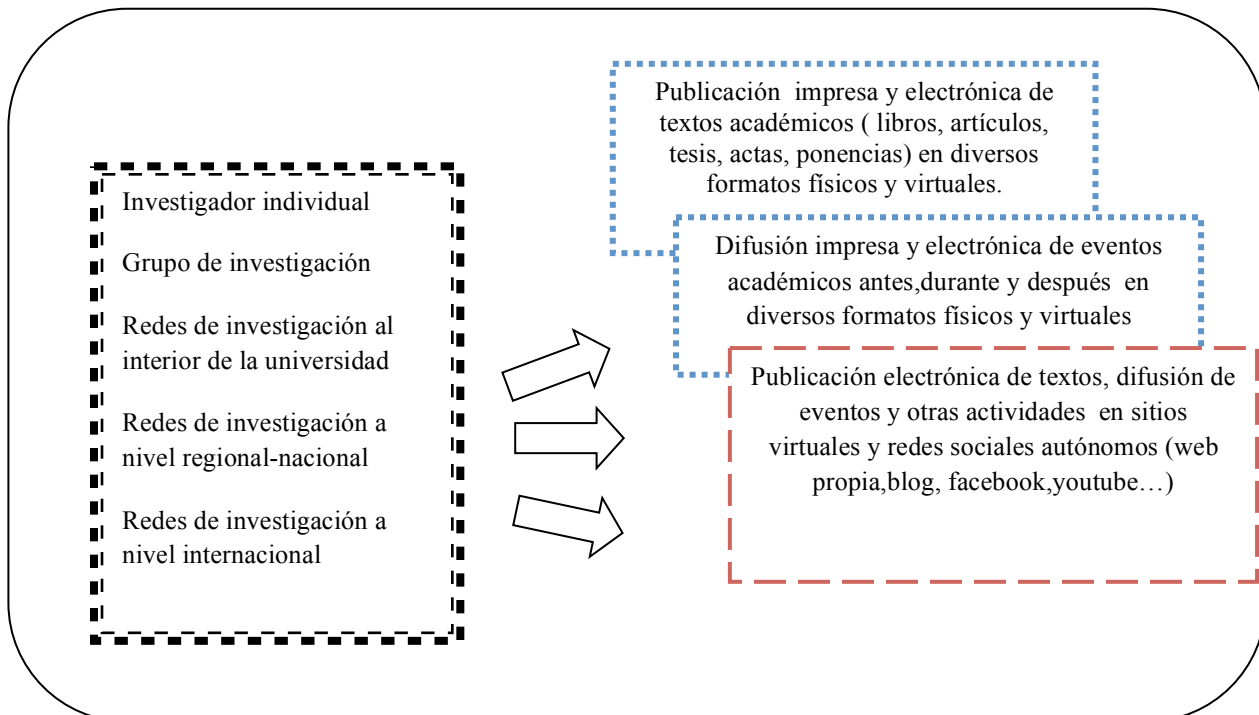 Investigador individual
Grupo de investigación
Redes de investigación al
interior de la universidad
Redes de investigación a
nivel regional-nacional
Redes de investigación a
nivel internacional
Publicación impresa y electrónica de
textos académicos ( libros, artículos,
tesis, actas, ponencias) en diversos
formatos físicos y virtuales.
Difusión impresa y electrónica de eventos
académicos antes,durante y después en
diversos formatos físicos y virtuales
Publicación electrónica de textos, difusión de
eventos y otras actividades en sitios
virtuales y redes sociales autónomos (web
propia,blog, facebook,youtube…)